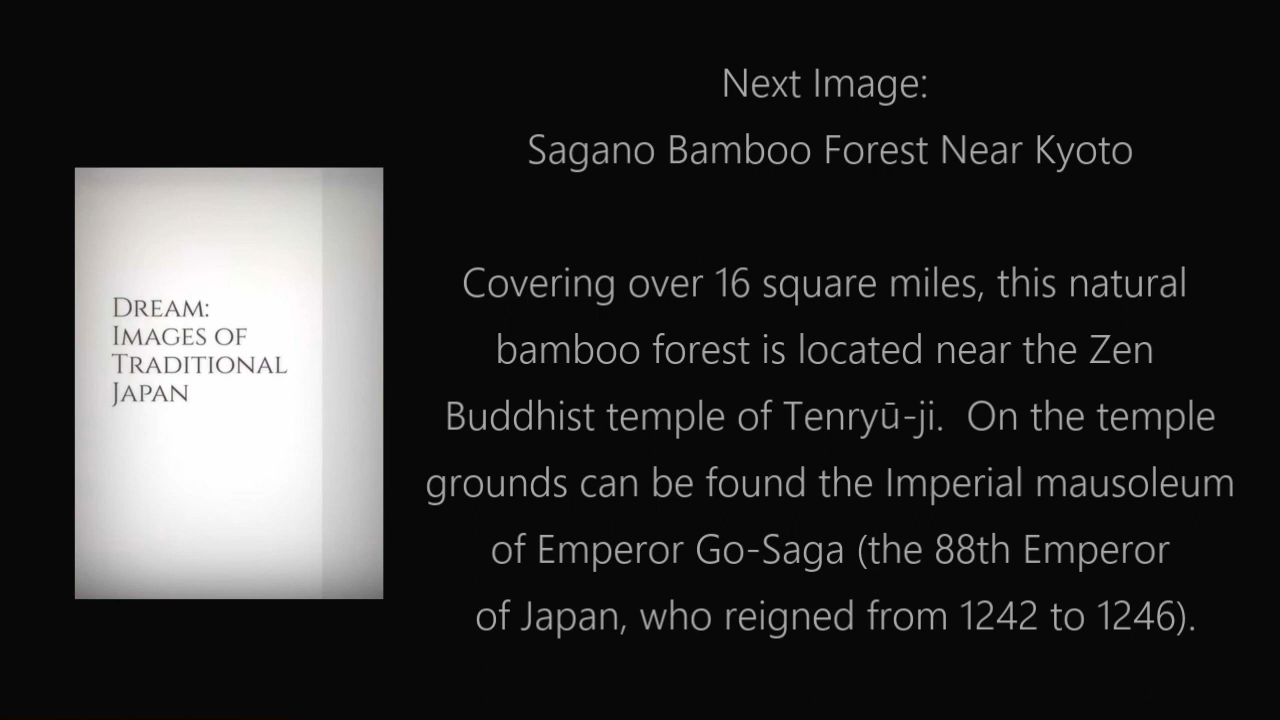 DREAM:
IMAGES OF
TRADITIONAL
JAPAN
Next Image:
Sagano Bamboo Forest Near Kyoto
Covering over 16 square miles, this natural
bamboo forest is located near the Zen
Buddhist temple of Tenryū-ji. On the temple
grounds can be found the Imperial mausoleum
of Emperor Go-Saga (the 88th Emperor
of Japan, who reigned from 1242 to 1246).